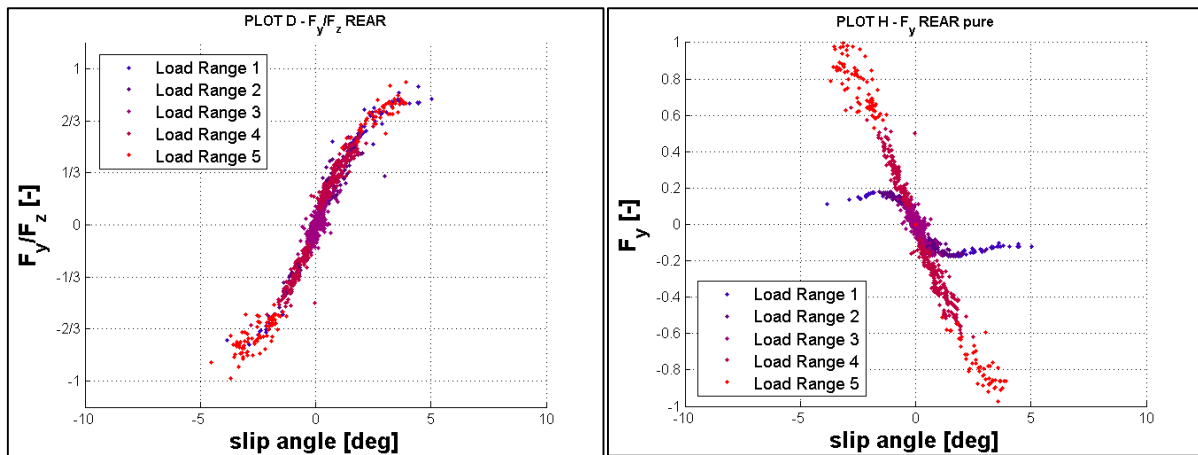 PLOT D - Fy/Fz REAR
Fy/Fz [-]
1
2/3
1/3
0
-1/3
-2/3
-1
Load Range 1
Load Range 2
Load Range 3
Load Range 4
Load Range 5
-10
-5
0
5
10
slip angle [deg]
PLOT H - Fy REAR pure
Fy [-]
1
0.8
0.6
0.4
0.2
0
-0.2
-0.4
-0.6
-0.8
-1
Load Range 1
Load Range 2
Load Range 3
Load Range 4
Load Range 5
-10
-5
0
5
10
slip angle [deg]